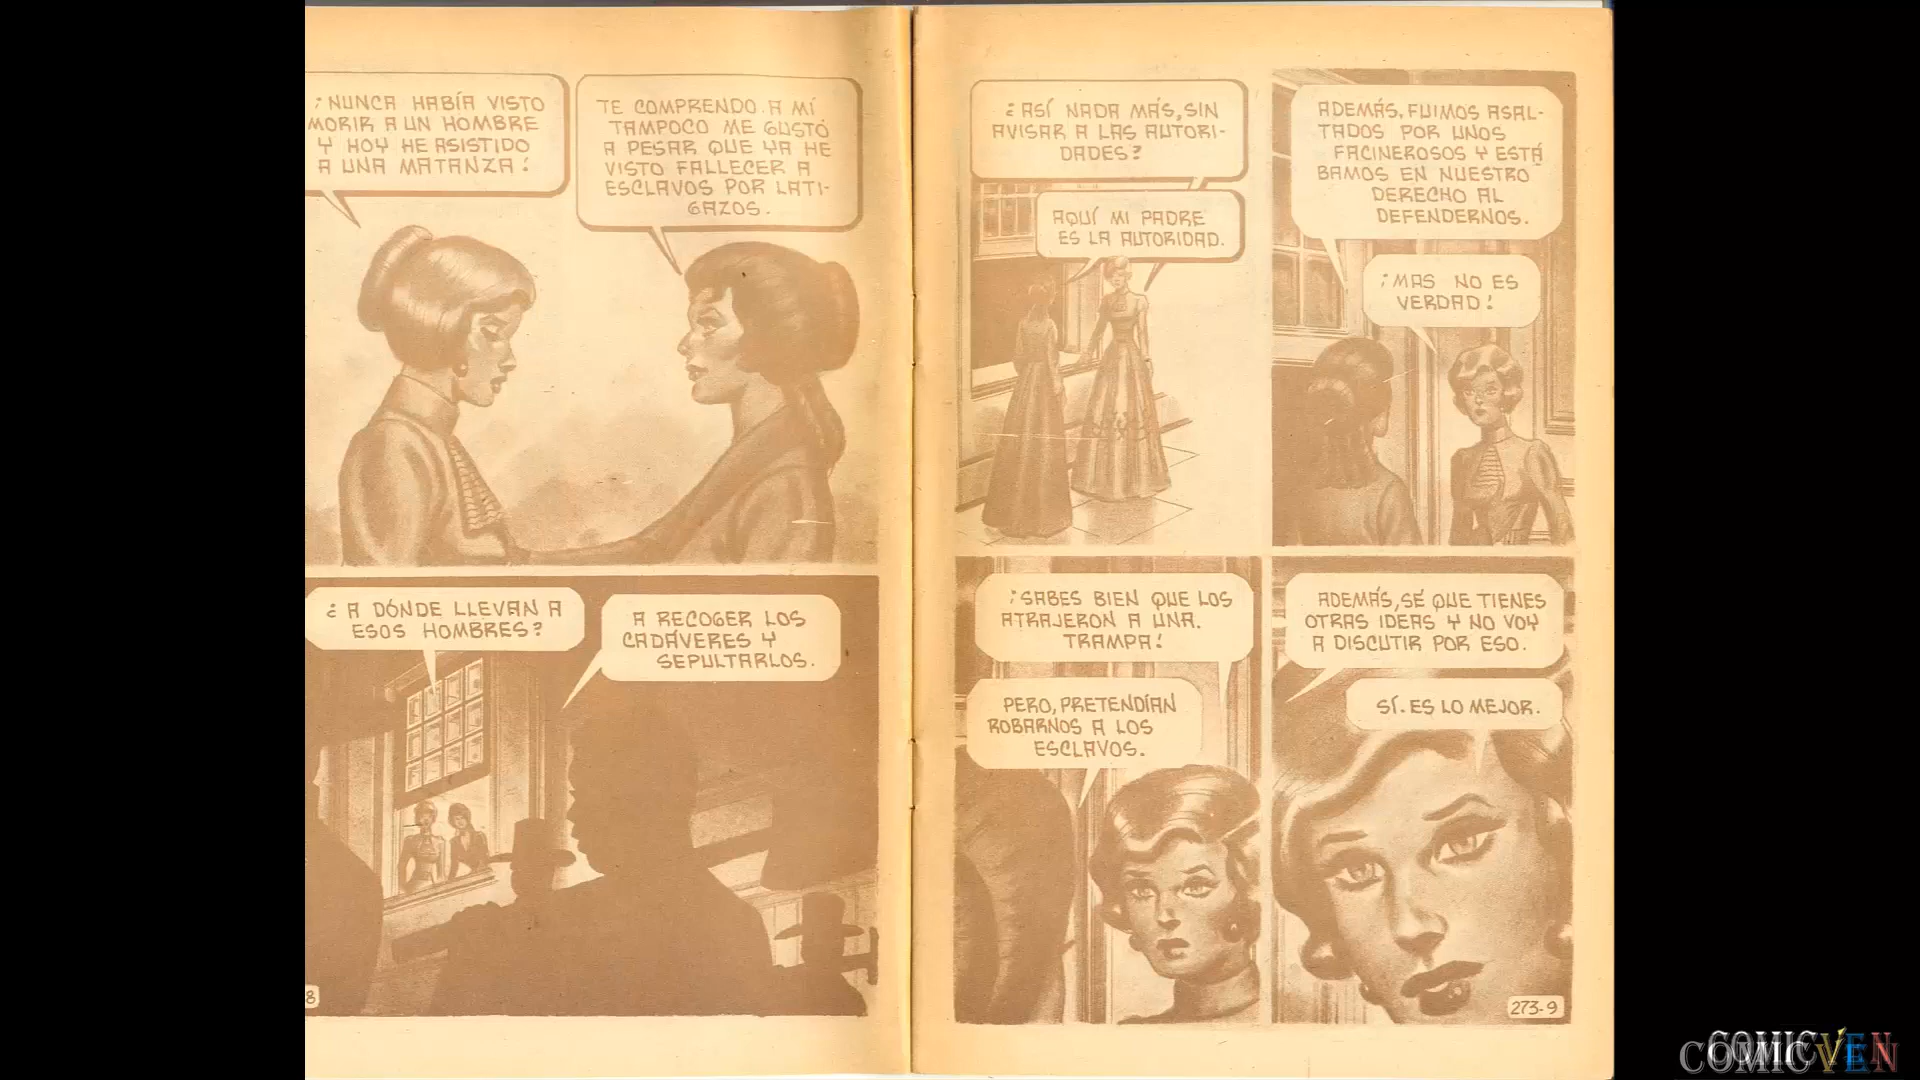 ¡NUNCA HABÍA VISTO
MORIR A UN HOMBRE
Y HOY HE ASISTIDO
A UNA MATANZA!
TE COMPRENDO. A MÍ
TAMPOCO ME GUSTÓ
A PESAR QUE YA HE
VISTO FALLECER A
ESCLAVOS POR LATI-
GAZOS.
¿A DÓNDE LLEVAN A
ESOS HOMBRES?
A RECOGER LOS
CADÁVERES Y
SEPULTARLOS.
8
¿ASÍ NADA MÁS, SIN
AVISAR A LAS AUTORI-
DADES?
AQUÍ MI PADRE
ES LA AUTORIDAD.
ADEMÁS, FUIMOS ASAL-
TADOS POR UNOS
FACINEROSOS Y ESTÁ
BAMOS EN NUESTRO
DERECHO AL
DEFENDERNOS.
¡MAS NO ES
VERDAD!
¡SABES BIEN QUE LOS
ATRAJERON A UNA.
TRAMPA!
PERO, PRETENDÍAN
ROBARNOS A LOS
ESCLAVOS.
ADEMÁS, SÉ QUE TIENES
OTRAS IDEAS Y NO VOY
A DISCUTIR POR ESO.
SÍ. ES LO MEJOR.
273-9
COMICVEN
COMICVEN